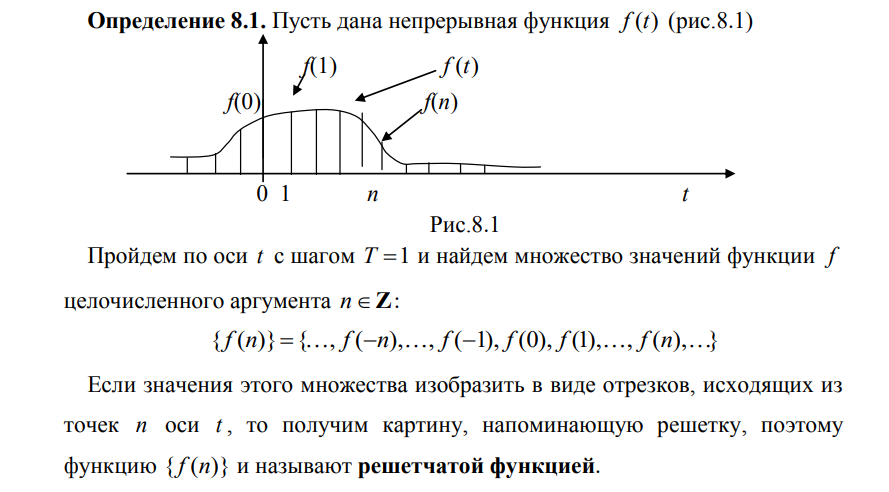 Определение 8.1. Пусть дана непрерывная функция f(t) (рис.8.1)
f(1) f(t)
f(0) f(n)
0 1 n t
Рис.8.1
Пройдем по оси t с шагом T = 1 и найдем множество значений функции f
целочисленного аргумента n ∈ Z:
{f(n)} = {…, f(−n),…, f(−1), f(0), f(1),…, f(n),…}
Если значения этого множества изобразить в виде отрезков, исходящих из
точек n оси t, то получим картину, напоминающую решетку, поэтому
функцию {f(n)} и называют решетчатой функцией.